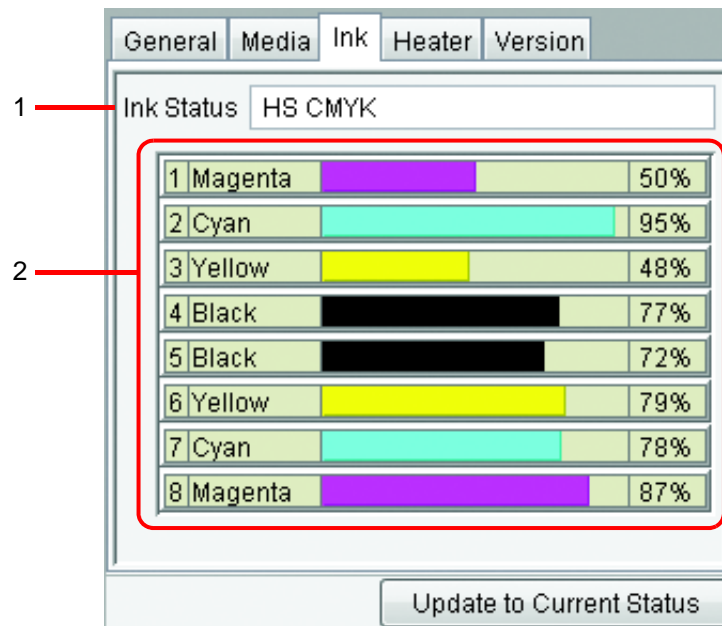 General Media Ink Heater Version
1 Ink Status HS CMYK
2
1 Magenta 50%
2 Cyan 95%
3 Yellow 48%
4 Black 77%
5 Black 72%
6 Yellow 79%
7 Cyan 78%
8 Magenta 87%
Update to Current Status